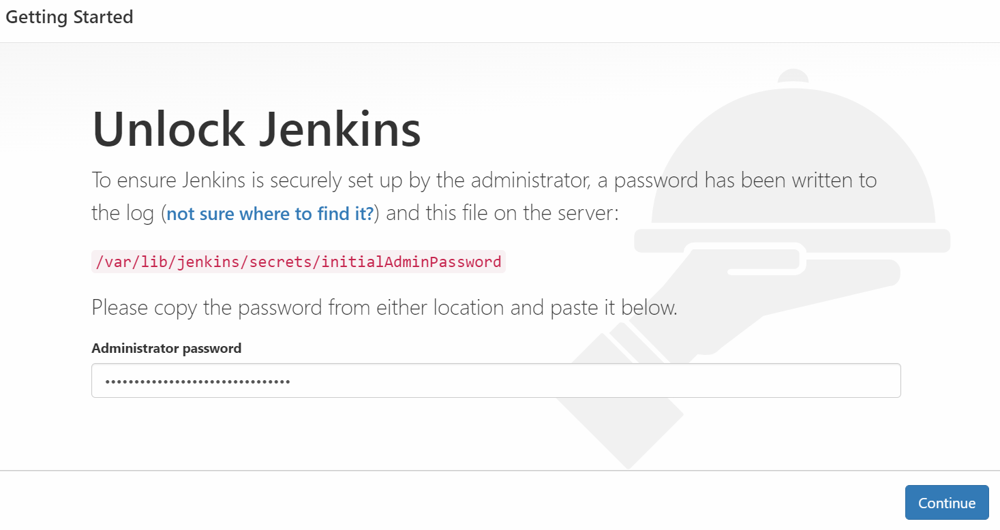 Getting Started
Unlock Jenkins
To ensure Jenkins is securely set up by the administrator, a password has been written to
the log (not sure where to find it?) and this file on the server:
/var/lib/jenkins/secrets/initialAdminPassword
Please copy the password from either location and paste it below.
Administrator password
••••••••••••••••••••••••••••••••
Continue